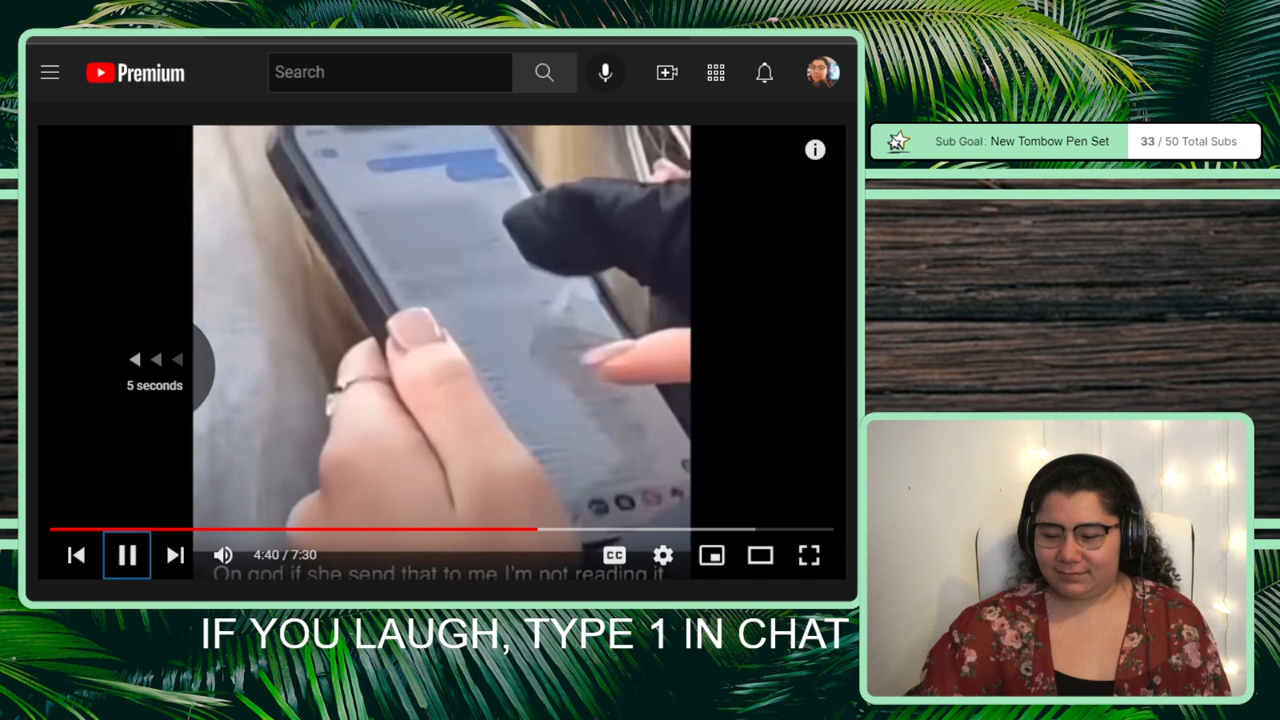 Premium
Search
Sub Goal: New Tombow Pen Set
33 / 50 Total Subs
5 seconds
4:40 / 7:30
CC
On god if she send that to me I'm not reading it
IF YOU LAUGH, TYPE 1 IN CHAT